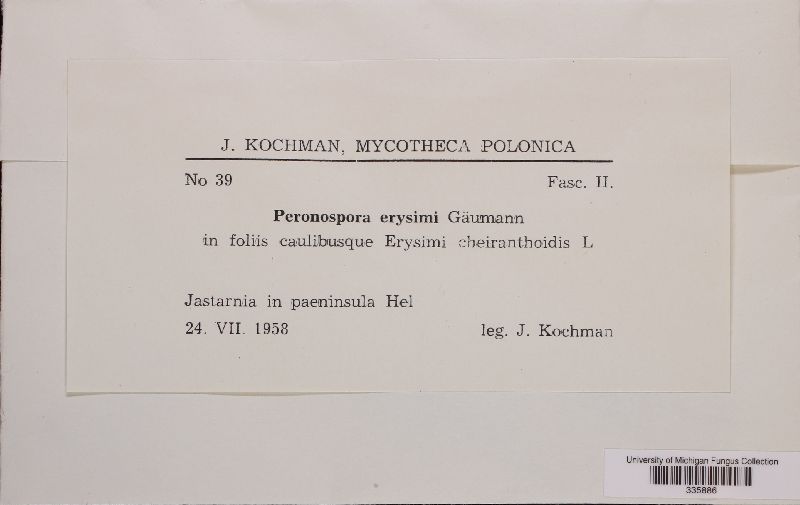 J. KOCHMAN, MYCOTHECA POLONICA
No 39 Fasc. II.
Peronospora erysimi Gäumann
in foliis caulibusque Erysimi cheiranthoidis L
Jastarnia in paeninsula Hel
24. VII. 1958 leg. J. Kochman
University of Michigan Fungus Collection
335886